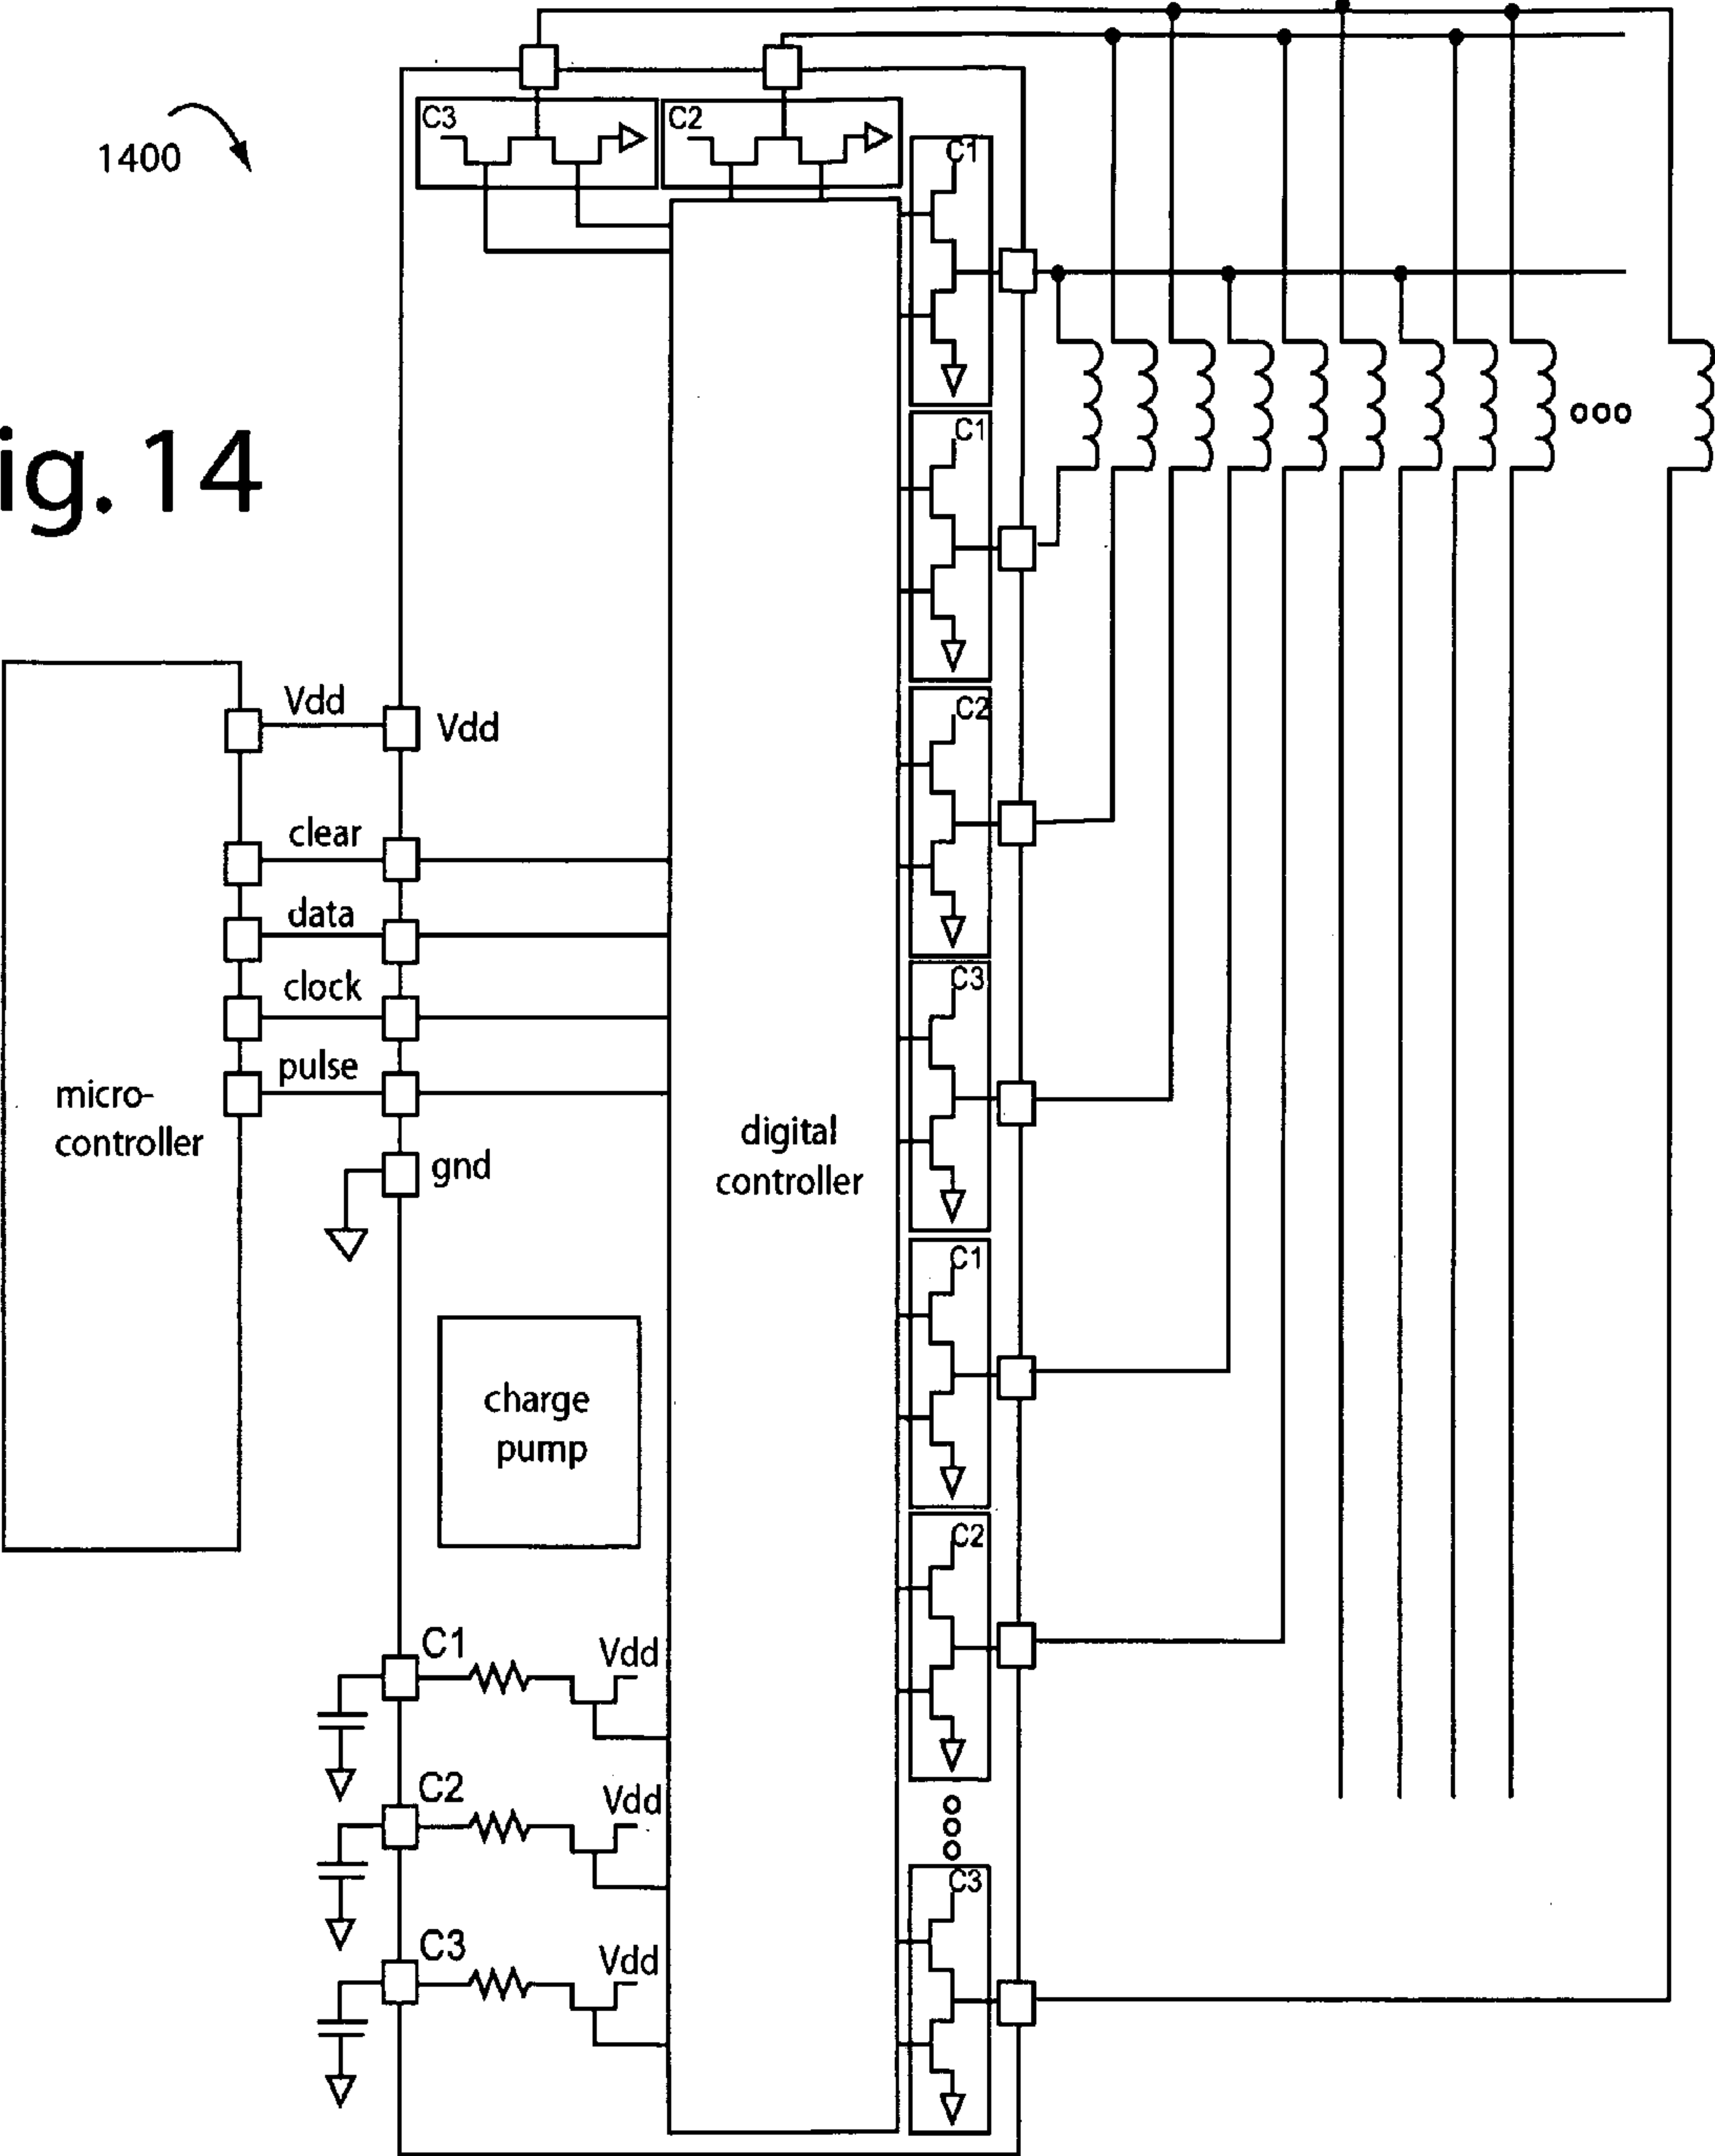 1400
ig. 14
C3
C2
C1
C1
C2
C3
C1
C2
C3
Vdd
Vdd
clear
data
clock
pulse
gnd
micro-
controller
digital
controller
charge
pump
C1
Vdd
C2
Vdd
C3
Vdd